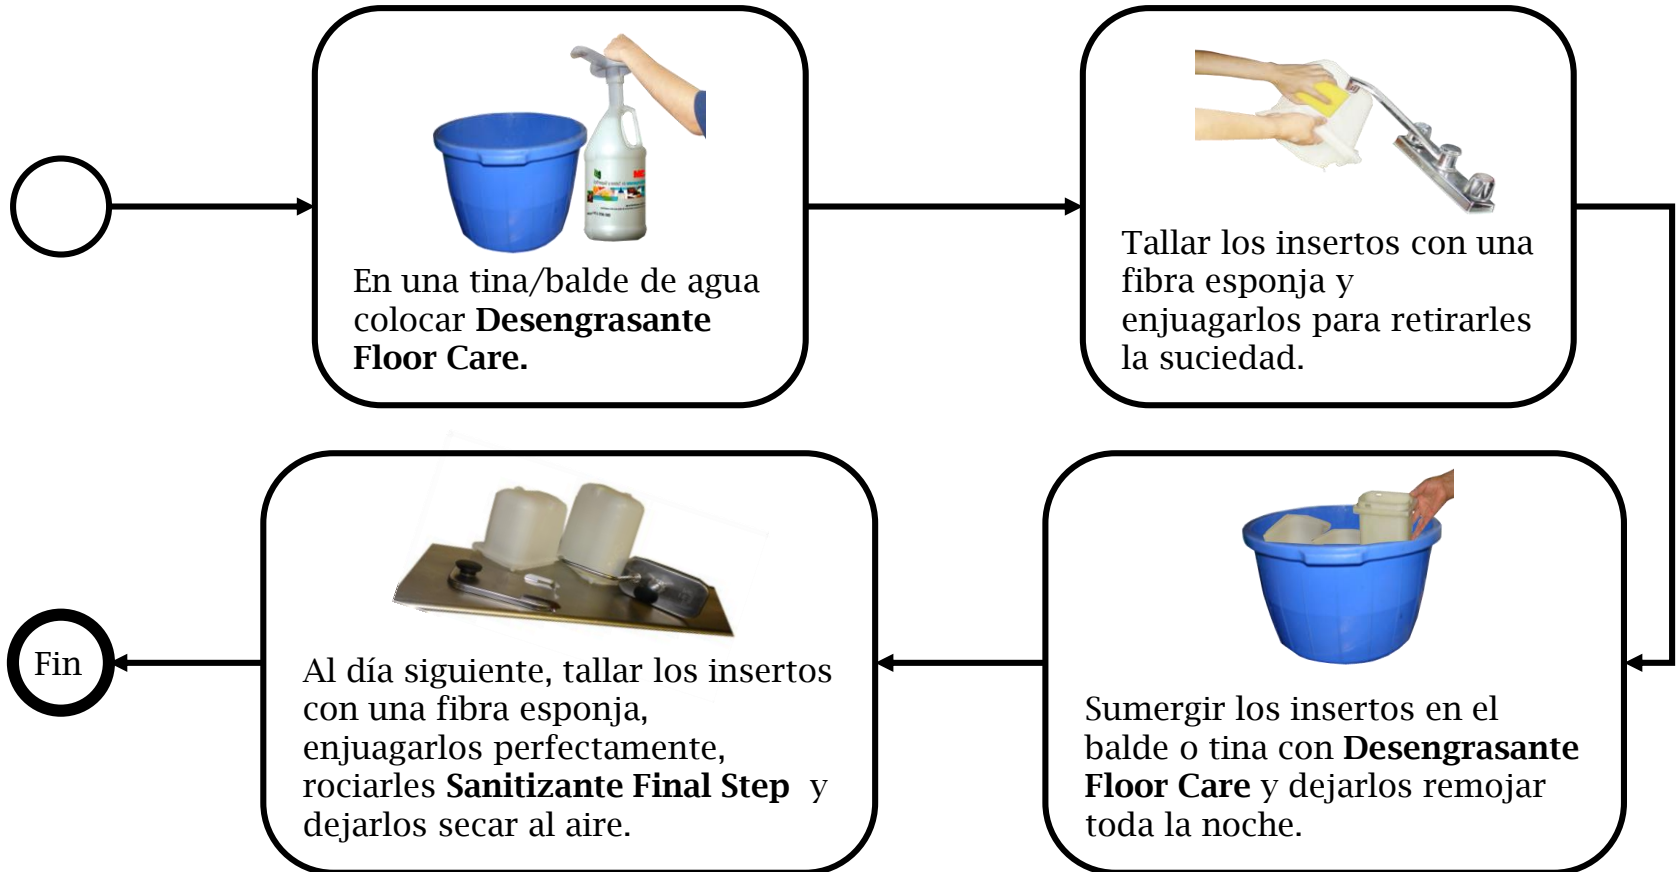 En una tina/balde de agua
colocar Desengrasante
Floor Care.
Tallar los insertos con una
fibra esponja y
enjuagarlos para retirarles
la suciedad.
Sumergir los insertos en el
balde o tina con Desengrasante
Floor Care y dejarlos remojar
toda la noche.
Al día siguiente, tallar los insertos
con una fibra esponja,
enjuagarlos perfectamente,
rociarles Sanitizante Final Step y
dejarlos secar al aire.
Fin